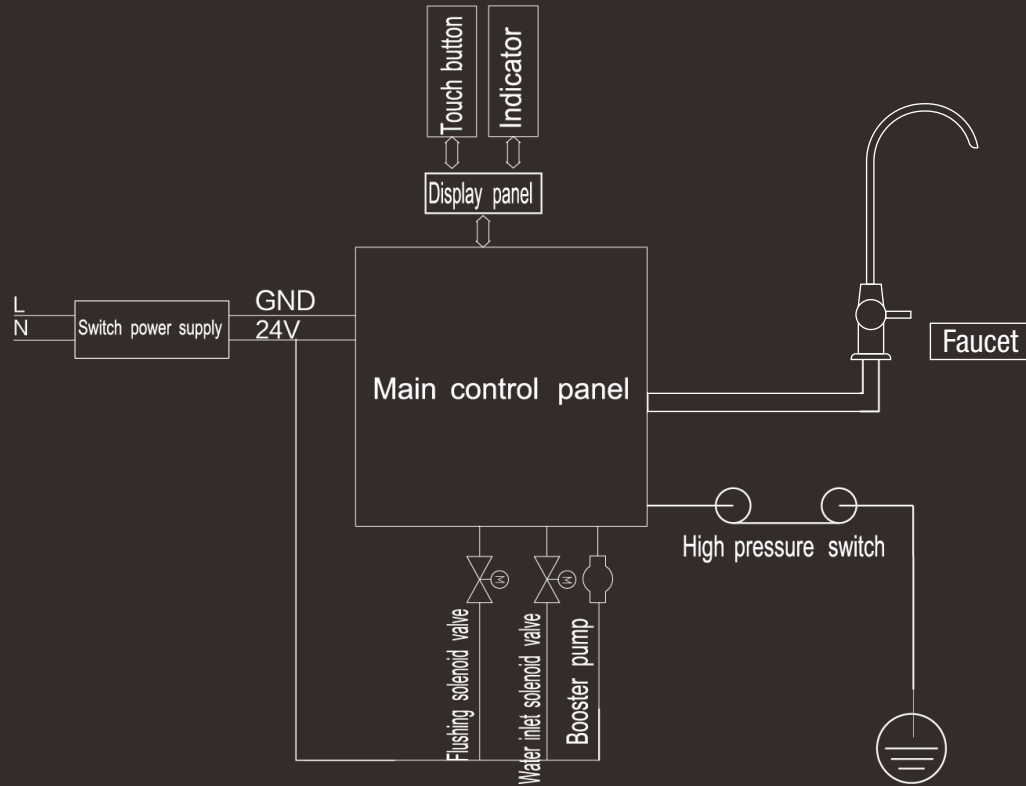 Touch button
Indicator
Display panel
L
N
Switch power supply
GND
24V
Main control panel
Faucet
High pressure switch
M
M
Flushing solenoid valve
Water inlet solenoid valve
Booster pump